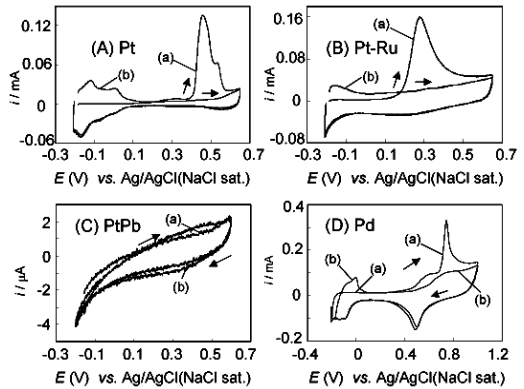 (A) Pt
(a)
(b)
i / mA
0.12
0.06
0
-0.06
-0.3 -0.1 0.1 0.3 0.5 0.7
E (V) vs. Ag/AgCl(NaCl sat.)
(B) Pt-Ru
(a)
(b)
i / mA
0.16
0.08
0
-0.08
-0.3 -0.1 0.1 0.3 0.5 0.7
E (V) vs. Ag/AgCl(NaCl sat.)
(C) PtPb
(a)
(b)
i / μA
2
0
-2
-4
-0.3 -0.1 0.1 0.3 0.5 0.7
E (V) vs. Ag/AgCl(NaCl sat.)
(D) Pd
(a)
(b)
(a)
(b)
i / mA
0.4
0.2
0
-0.2
-0.4 0 0.4 0.8 1.2
E (V) vs. Ag/AgCl(NaCl sat.)